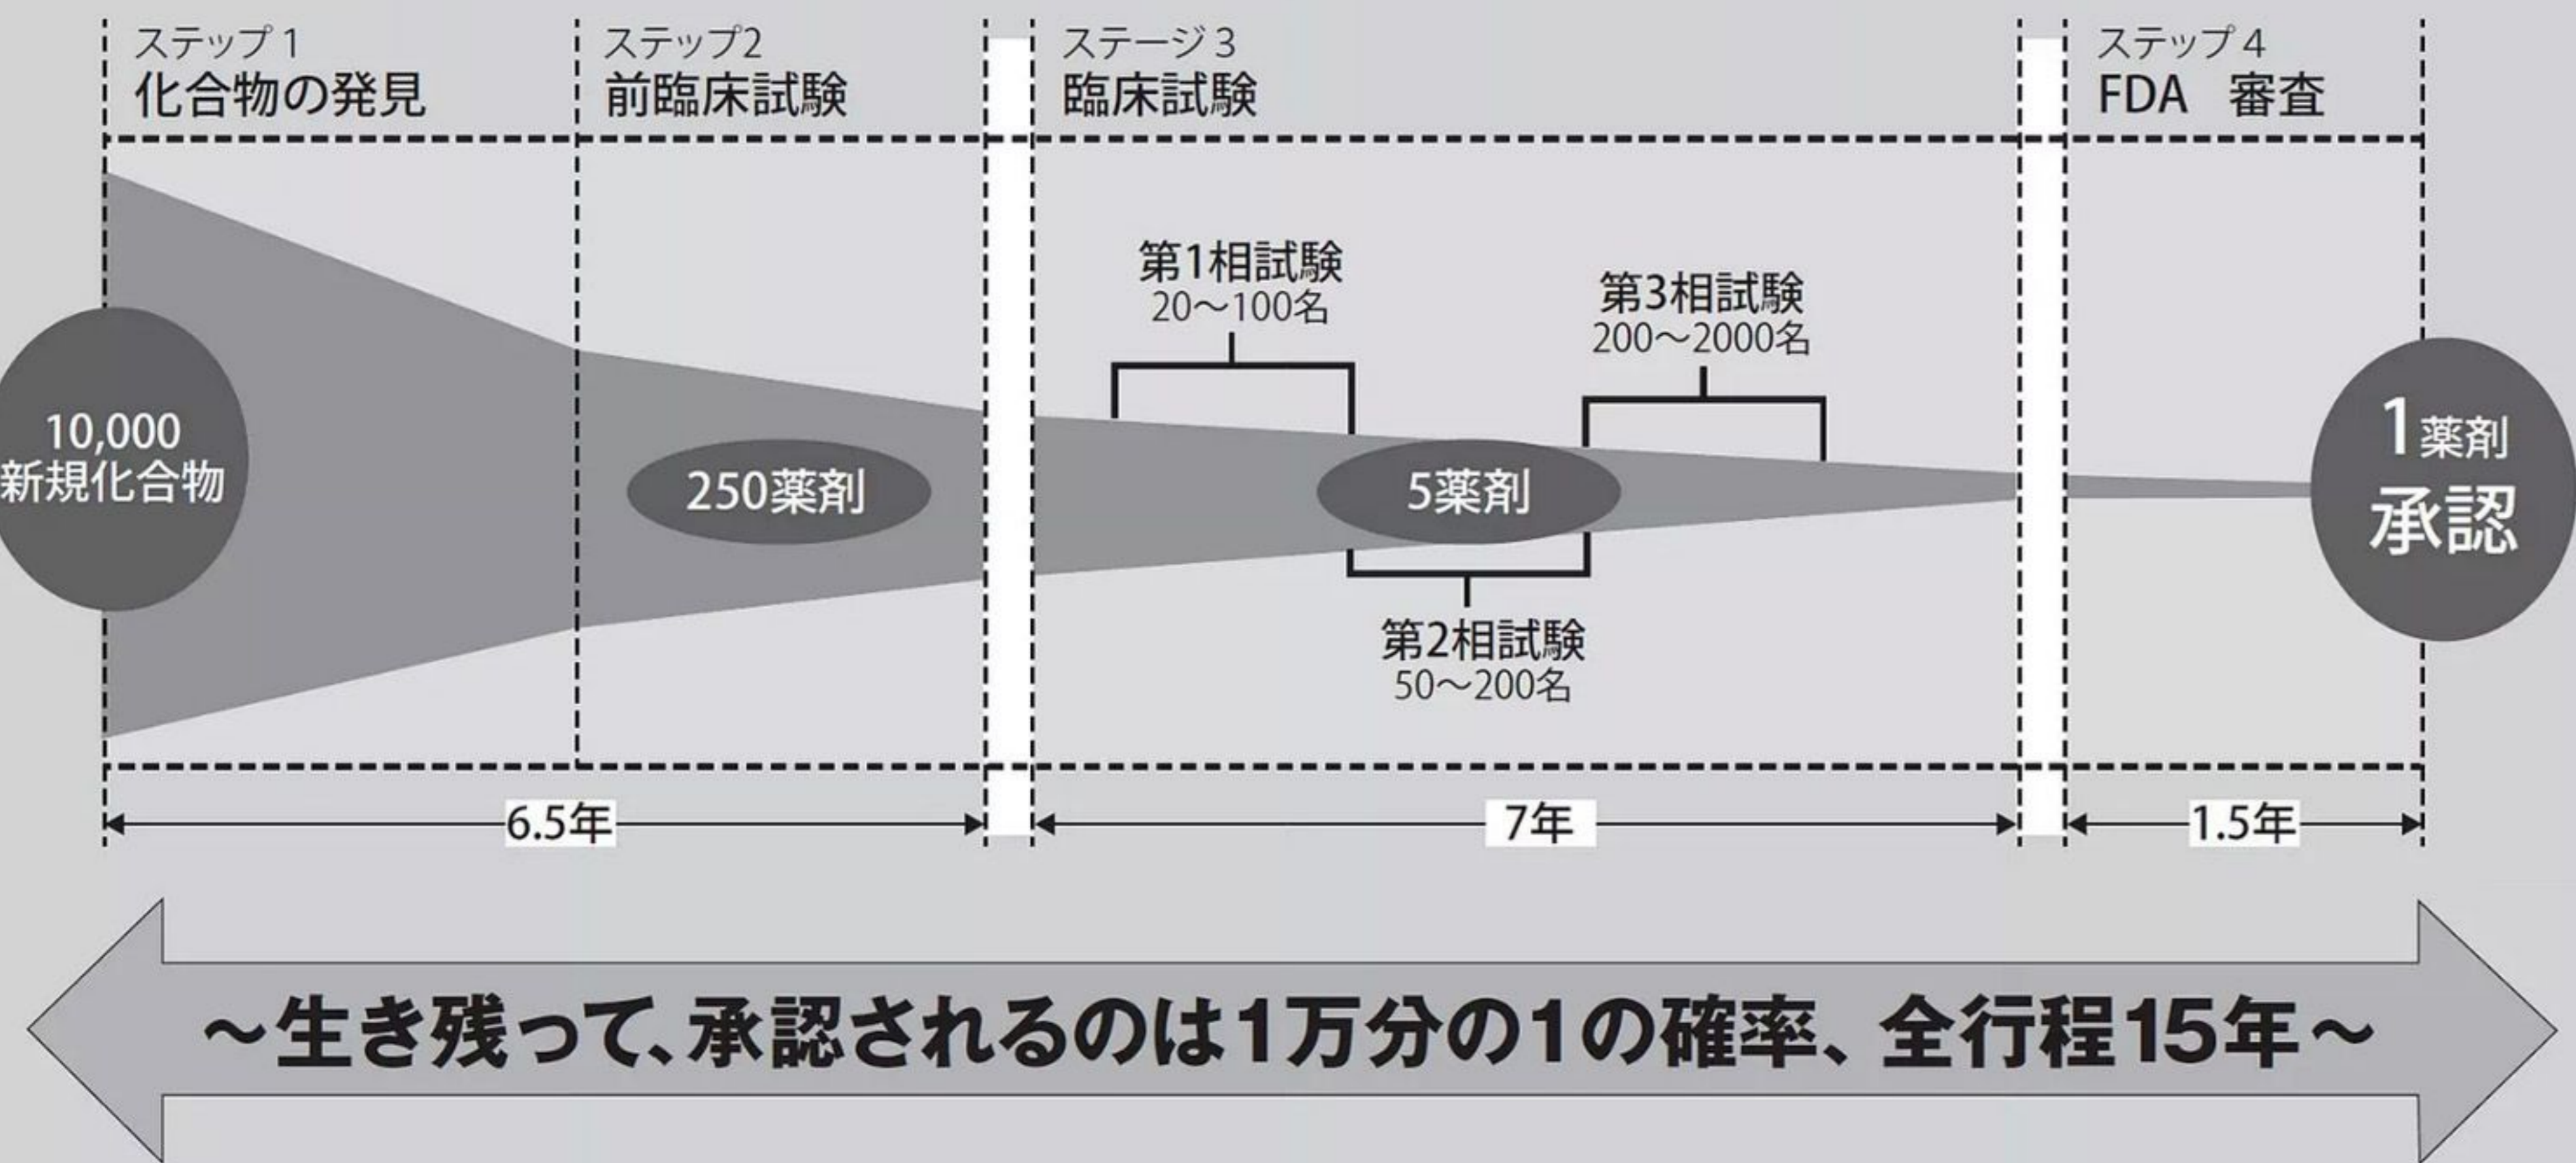 ステップ 1
化合物の発見
ステップ2
前臨床試験
ステージ 3
臨床試験
ステップ 4
FDA 審査
10,000
新規化合物
250薬剤
第1相試験
20〜100名
5薬剤
第2相試験
50〜200名
第3相試験
200〜2000名
1薬剤
承認
6.5年
7年
1.5年
〜生き残って、承認されるのは1万分の1の確率、全行程15年〜